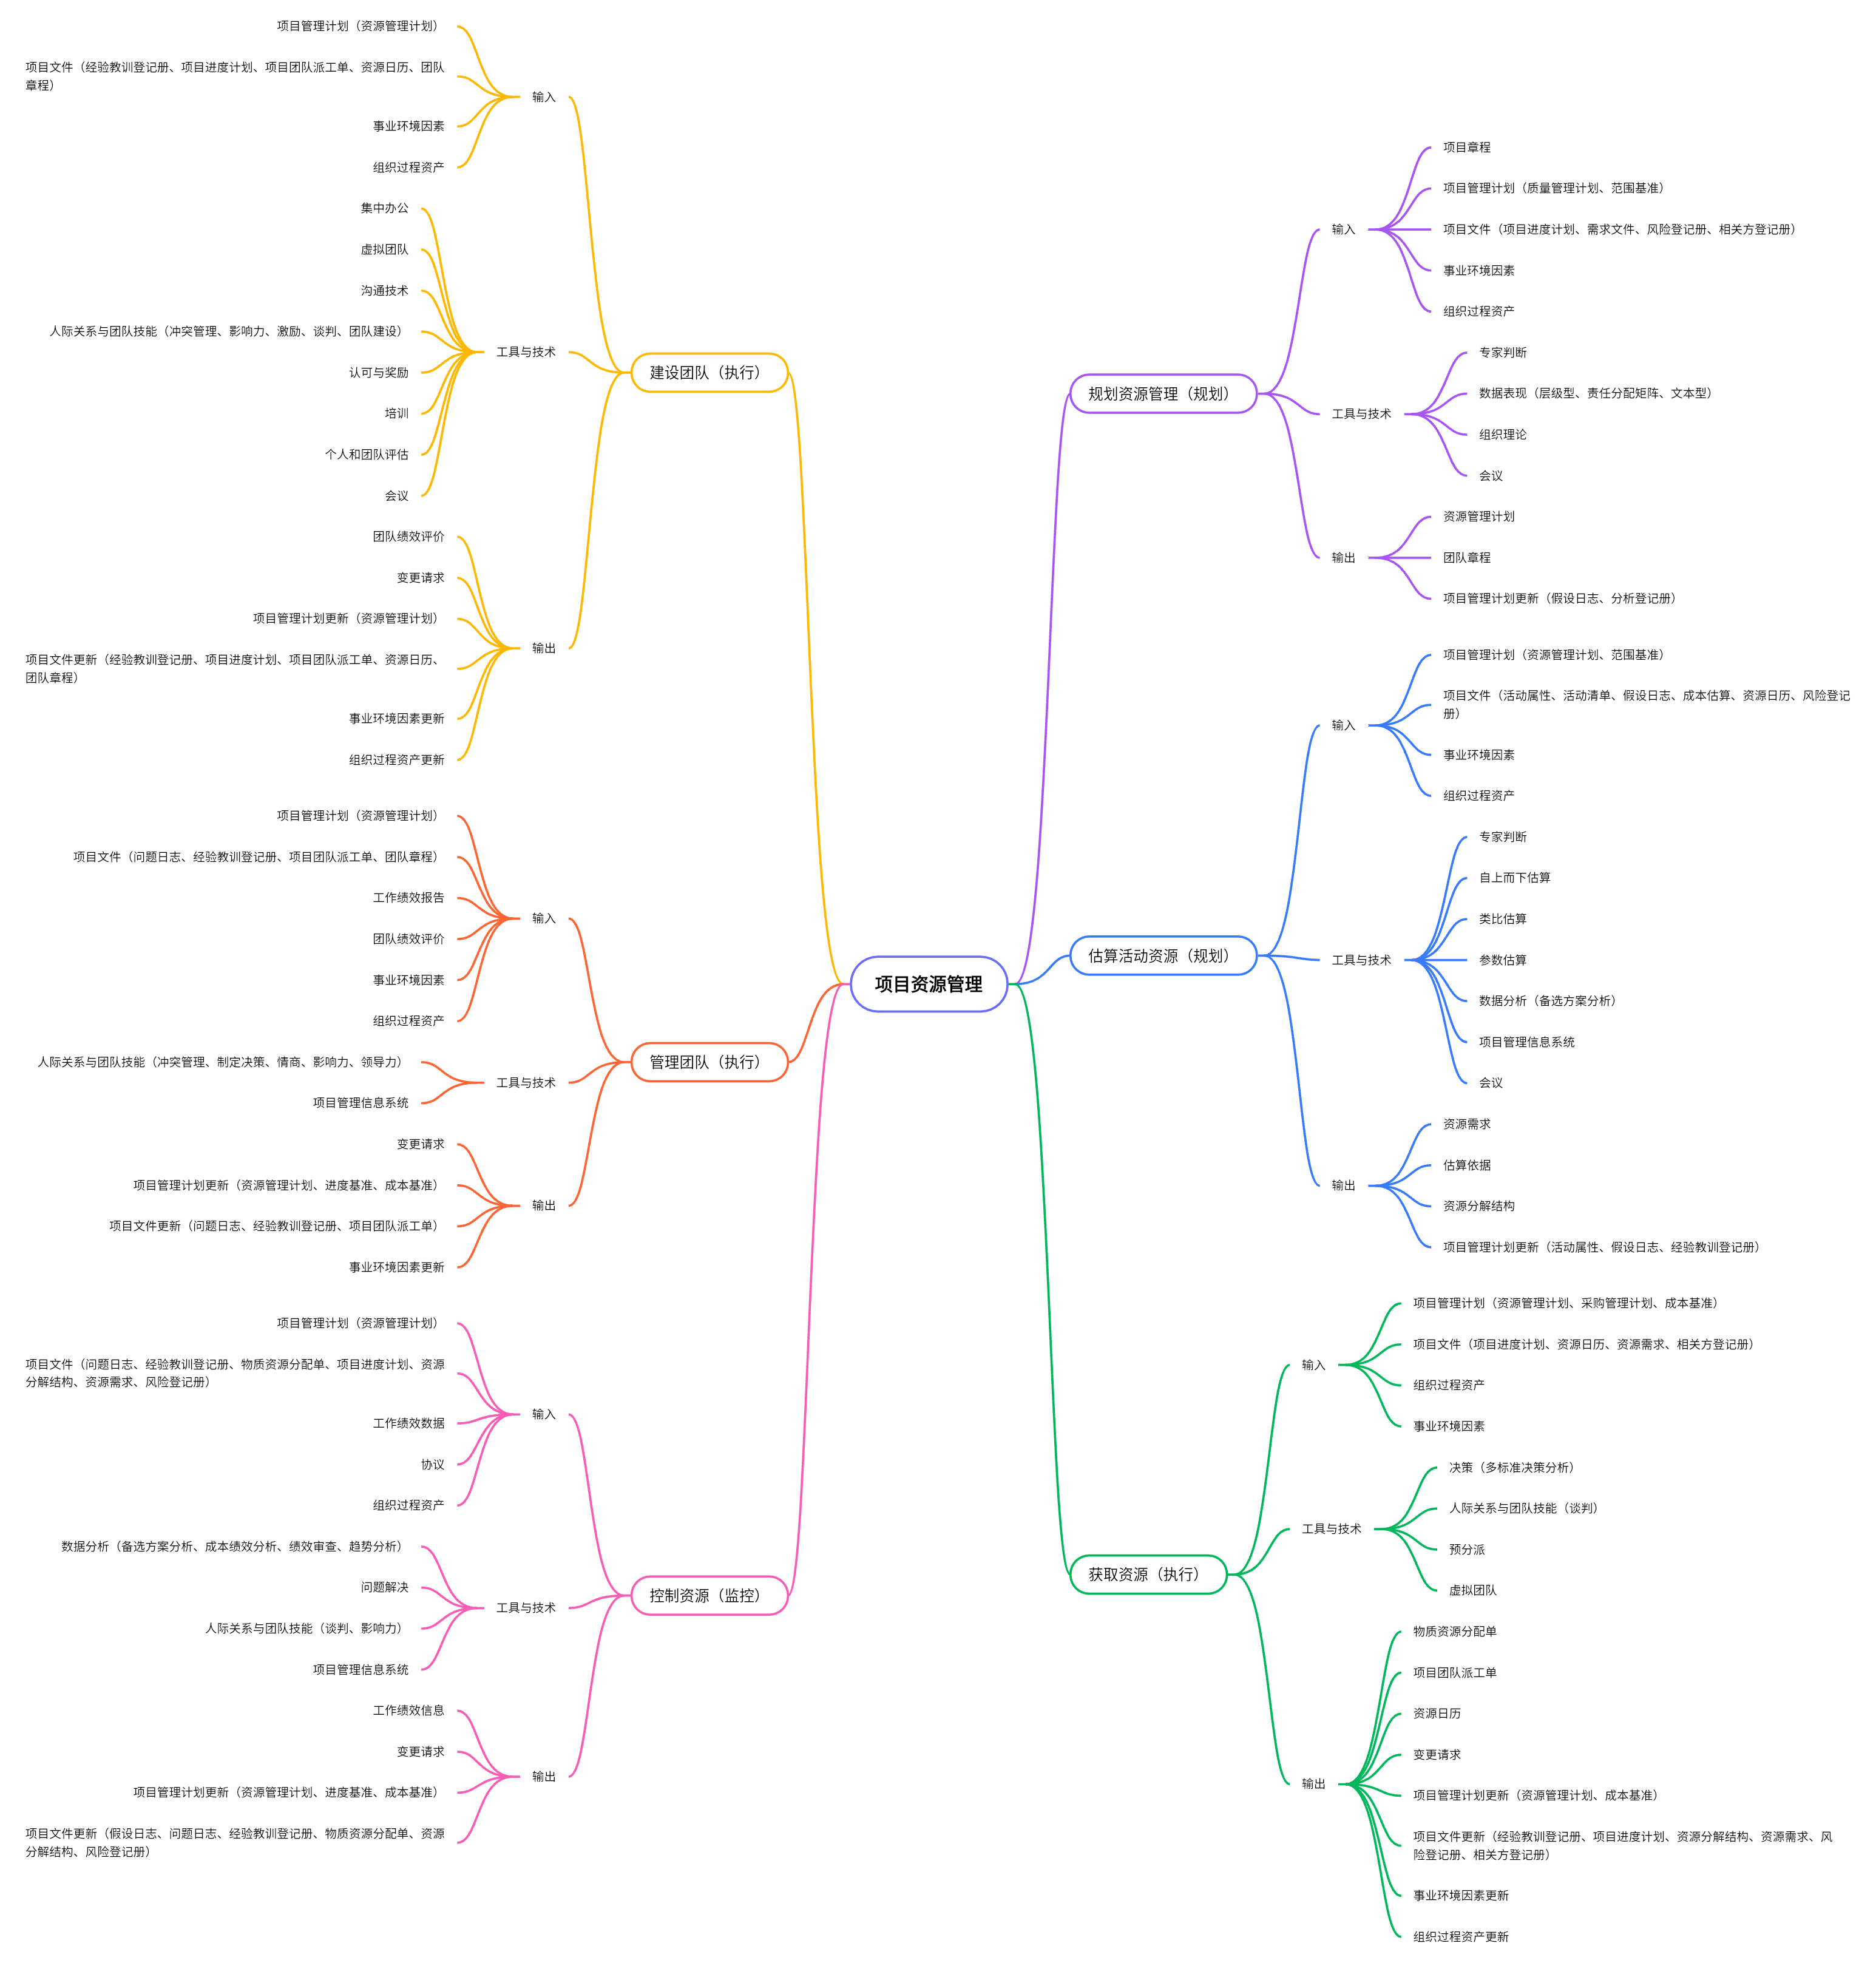 项目资源管理
规划资源管理（规划）
输入
项目章程
项目管理计划（质量管理计划、范围基准）
项目文件（项目进度计划、需求文件、风险登记册、相关方登记册）
事业环境因素
组织过程资产
工具与技术
专家判断
数据表现（层级型、责任分配矩阵、文本型）
组织理论
会议
输出
资源管理计划
团队章程
项目管理计划更新（假设日志、分析登记册）
估算活动资源（规划）
输入
项目管理计划（资源管理计划、范围基准）
项目文件（活动属性、活动清单、假设日志、成本估算、资源日历、风险登记
册）
事业环境因素
组织过程资产
工具与技术
专家判断
自上而下估算
类比估算
参数估算
数据分析（备选方案分析）
项目管理信息系统
会议
输出
资源需求
估算依据
资源分解结构
项目管理计划更新（活动属性、假设日志、经验教训登记册）
获取资源（执行）
输入
项目管理计划（资源管理计划、采购管理计划、成本基准）
项目文件（项目进度计划、资源日历、资源需求、相关方登记册）
组织过程资产
事业环境因素
工具与技术
决策（多标准决策分析）
人际关系与团队技能（谈判）
预分派
虚拟团队
输出
物质资源分配单
项目团队派工单
资源日历
变更请求
项目管理计划更新（资源管理计划、成本基准）
项目文件更新（经验教训登记册、项目进度计划、资源分解结构、资源需求、风
险登记册、相关方登记册）
事业环境因素更新
组织过程资产更新
建设团队（执行）
输入
项目管理计划（资源管理计划）
项目文件（经验教训登记册、项目进度计划、项目团队派工单、资源日历、团队
章程）
事业环境因素
组织过程资产
工具与技术
集中办公
虚拟团队
沟通技术
人际关系与团队技能（冲突管理、影响力、激励、谈判、团队建设）
认可与奖励
培训
个人和团队评估
会议
输出
团队绩效评价
变更请求
项目管理计划更新（资源管理计划）
项目文件更新（经验教训登记册、项目进度计划、项目团队派工单、资源日历、
团队章程）
事业环境因素更新
组织过程资产更新
管理团队（执行）
输入
项目管理计划（资源管理计划）
项目文件（问题日志、经验教训登记册、项目团队派工单、团队章程）
工作绩效报告
团队绩效评价
事业环境因素
组织过程资产
工具与技术
人际关系与团队技能（冲突管理、制定决策、情商、影响力、领导力）
项目管理信息系统
输出
变更请求
项目管理计划更新（资源管理计划、进度基准、成本基准）
项目文件更新（问题日志、经验教训登记册、项目团队派工单）
事业环境因素更新
控制资源（监控）
输入
项目管理计划（资源管理计划）
项目文件（问题日志、经验教训登记册、物质资源分配单、项目进度计划、资源
分解结构、资源需求、风险登记册）
工作绩效数据
协议
组织过程资产
工具与技术
数据分析（备选方案分析、成本绩效分析、绩效审查、趋势分析）
问题解决
人际关系与团队技能（谈判、影响力）
项目管理信息系统
输出
工作绩效信息
变更请求
项目管理计划更新（资源管理计划、进度基准、成本基准）
项目文件更新（假设日志、问题日志、经验教训登记册、物质资源分配单、资源
分解结构、风险登记册）